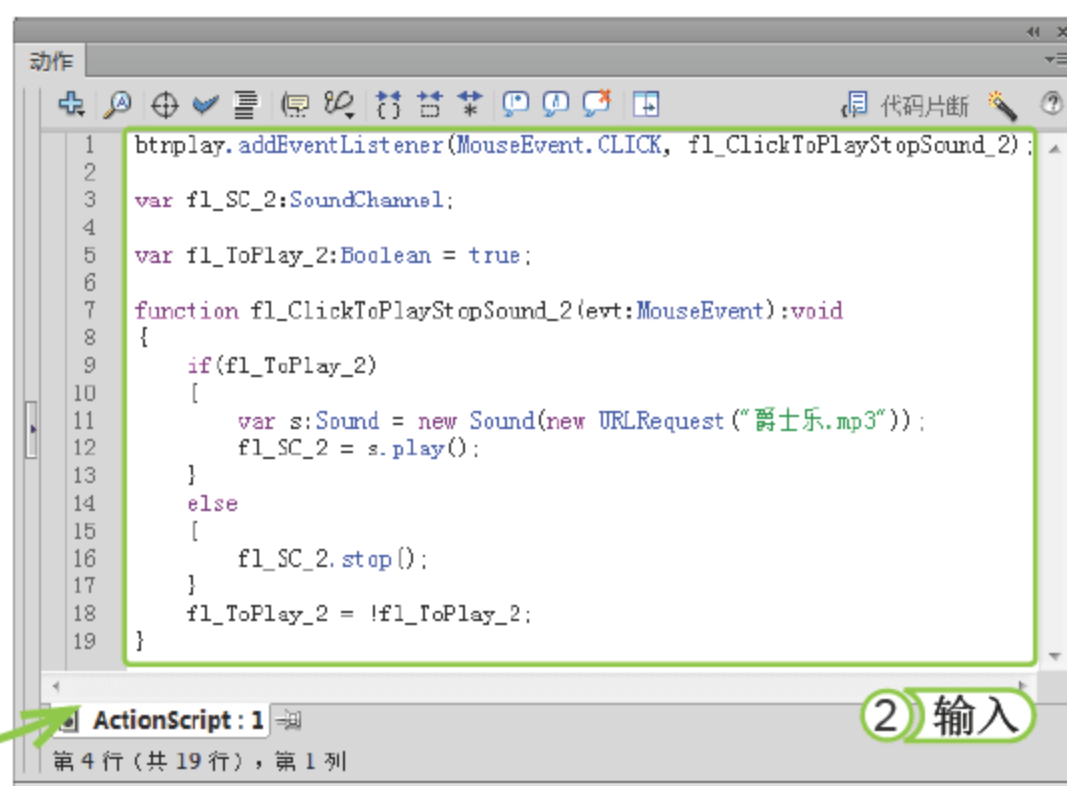 动作
代码片断
1 btnplay.addEventListener(MouseEvent.CLICK, fl_ClickToPlayStopSound_2);
2
3 var fl_SC_2:SoundChannel;
4
5 var fl_ToPlay_2:Boolean = true;
6
7 function fl_ClickToPlayStopSound_2(evt:MouseEvent):void
8 {
9 if(fl_ToPlay_2)
10 {
11 var s:Sound = new Sound(new URLRequest("爵士乐.mp3"));
12 fl_SC_2 = s.play();
13 }
14 else
15 {
16 fl_SC_2.stop();
17 }
18 fl_ToPlay_2 = !fl_ToPlay_2;
19 }
ActionScript : 1
2 输入
第 4 行 (共 19 行) , 第 1 列